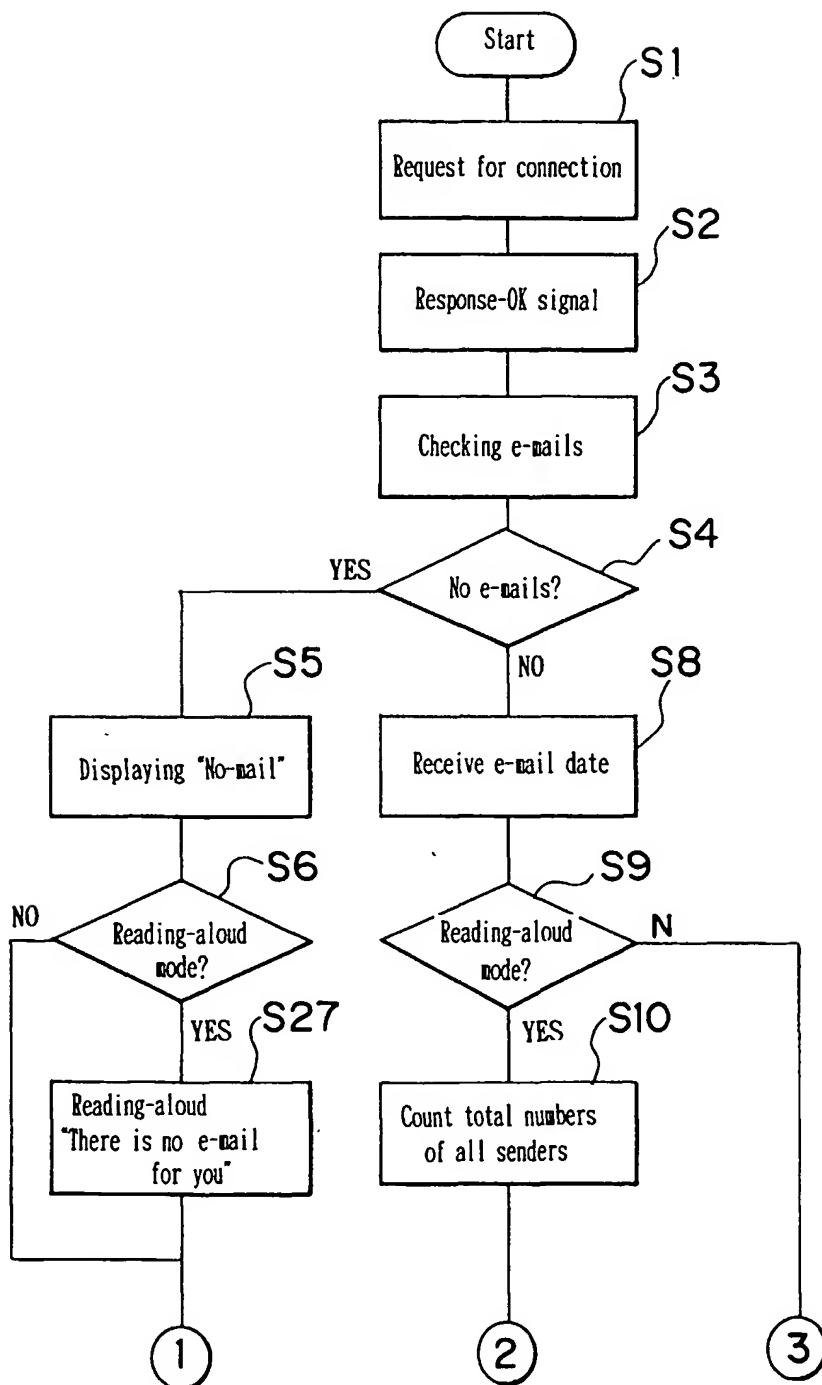 Start
S1
Request for connection
S2
Response-OK signal
S3
Checking e-mails
S4
YES
No e-mails?
NO
S5
S8
Displaying "No-mail"
Receive e-mail date
S6
S9
NO
Reading-aloud
mode?
Reading-aloud
mode?
N
YES
S27
YES
S10
Reading-aloud
"There is no e-mail
for you"
Count total numbers
of all senders
1
2
3